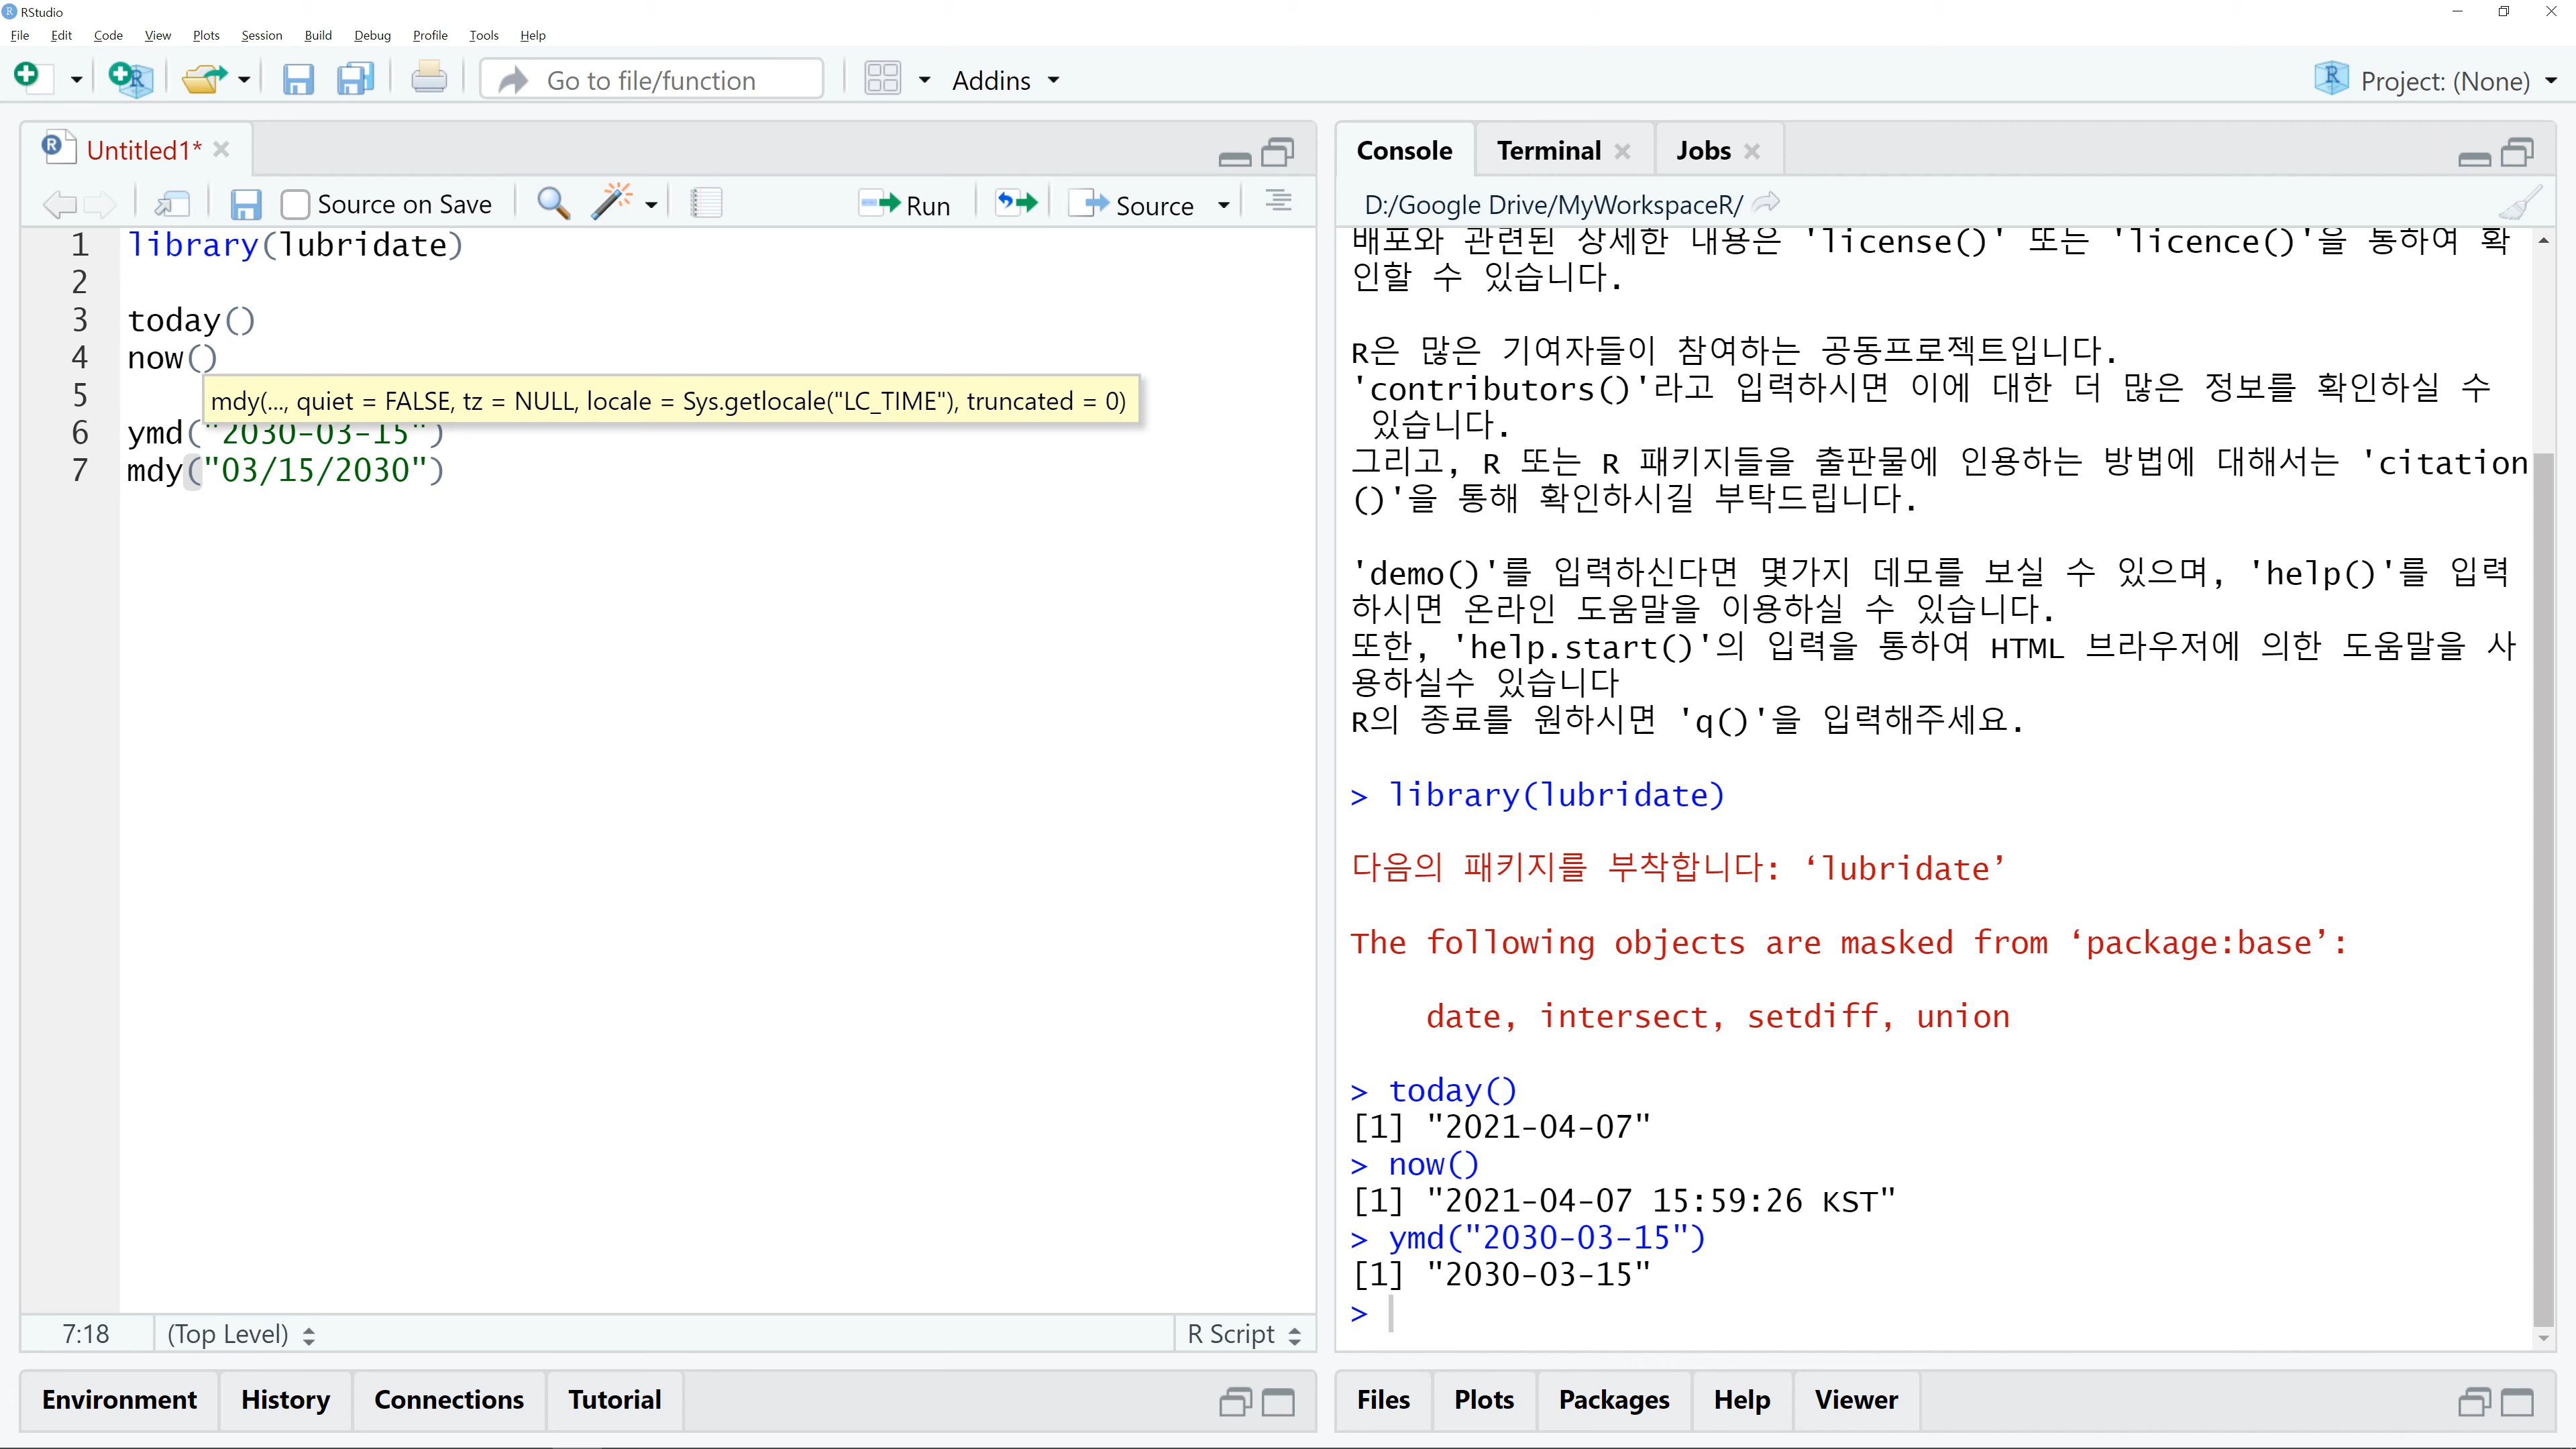 RStudio
File Edit Code View Plots Session Build Debug Profile Tools Help
Go to file/function Addins Project: (None)
Untitled1*
Source on Save Run Source
1 library(lubridate)
2
3 today()
4 now()
5
mdy(..., quiet = FALSE, tz = NULL, locale = Sys.getlocale("LC_TIME"), truncated = 0)
6 ymd("2030-03-15")
7 mdy("03/15/2030")
7:18 (Top Level) R Script
Environment History Connections Tutorial
Console Terminal Jobs
D:/Google Drive/MyWorkspaceR/
배포와 관련된 상세한 내용은 'license()' 또는 'licence()'을 통하여 확
인할 수 있습니다.
R은 많은 기여자들이 참여하는 공동프로젝트입니다.
'contributors()'라고 입력하시면 이에 대한 더 많은 정보를 확인하실 수
있습니다.
그리고, R 또는 R 패키지들을 출판물에 인용하는 방법에 대해서는 'citation
()'을 통해 확인하시길 부탁드립니다.
'demo()'를 입력하신다면 몇가지 데모를 보실 수 있으며, 'help()'를 입력
하시면 온라인 도움말을 이용하실 수 있습니다.
또한, 'help.start()'의 입력을 통하여 HTML 브라우저에 의한 도움말을 사
용하실수 있습니다
R의 종료를 원하시면 'q()'을 입력해주세요.
> library(lubridate)
다음의 패키지를 부착합니다: ‘lubridate’
The following objects are masked from ‘package:base’:
date, intersect, setdiff, union
> today()
[1] "2021-04-07"
> now()
[1] "2021-04-07 15:59:26 KST"
> ymd("2030-03-15")
[1] "2030-03-15"
>
Files Plots Packages Help Viewer